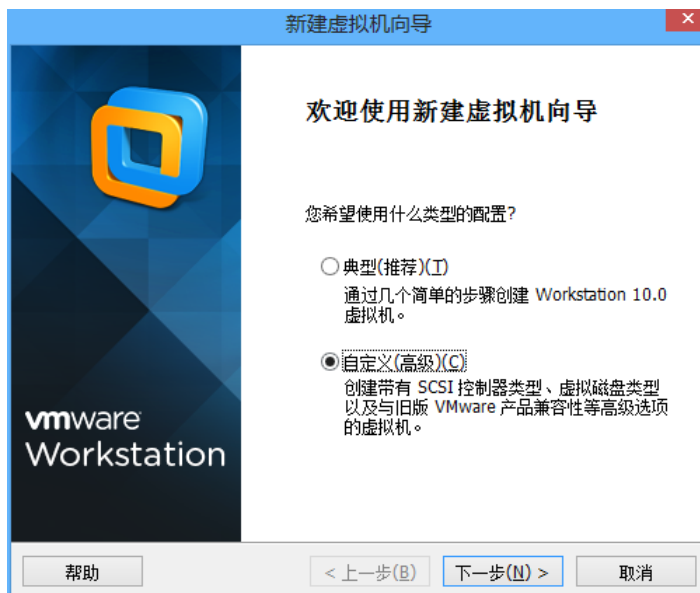 新建虚拟机向导
欢迎使用新建虚拟机向导
您希望使用什么类型的配置?
典型(推荐)(T)
通过几个简单的步骤创建 Workstation 10.0
虚拟机。
自定义(高级)(C)
创建带有 SCSI 控制器类型、虚拟磁盘类型
以及与旧版 VMware 产品兼容性等高级选项
的虚拟机。
vmware
Workstation
帮助
< 上一步(B)
下一步(N) >
取消